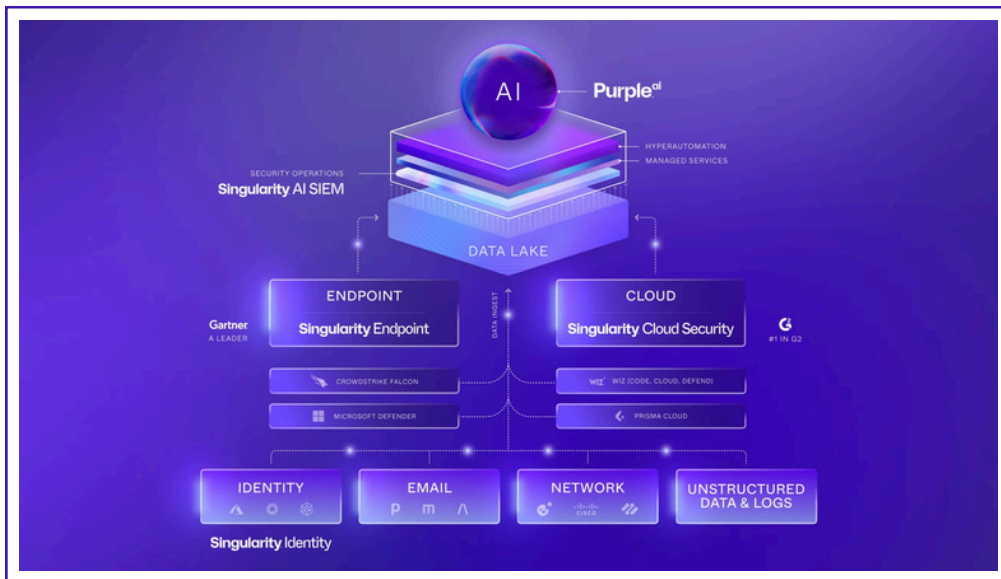 AI
Purple ai
HYPERAUTOMATION
MANAGED SERVICES
SECURITY OPERATIONS
Singularity AI SIEM
DATA LAKE
ENDPOINT
Singularity Endpoint
Gartner
A LEADER
DATA INGEST
CLOUD
Singularity Cloud Security
#1 IN G2
CROWDSTRIKE FALCON
WIZ WIZ (CODE, CLOUD, DEFEND)
MICROSOFT DEFENDER
PRISMA CLOUD
IDENTITY
EMAIL
p m
NETWORK
CISCO
UNSTRUCTURED
DATA & LOGS
Singularity Identity